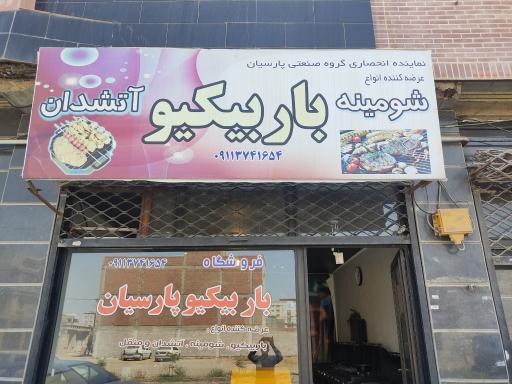 نماینده انحصاری گروه صنعتی پارسیان
عرضه کننده انواع
شومینه باربیکیو آتشدان
۰۹۱۱۳۷۴۱۶۵۴
فروشگاه ۰۹۱۱۳۷۴۱۶۵۴
باربیکیو پارسیان
عرضه کننده انواع :
باربیکیو ، شومینه ، آتشدان و منقل